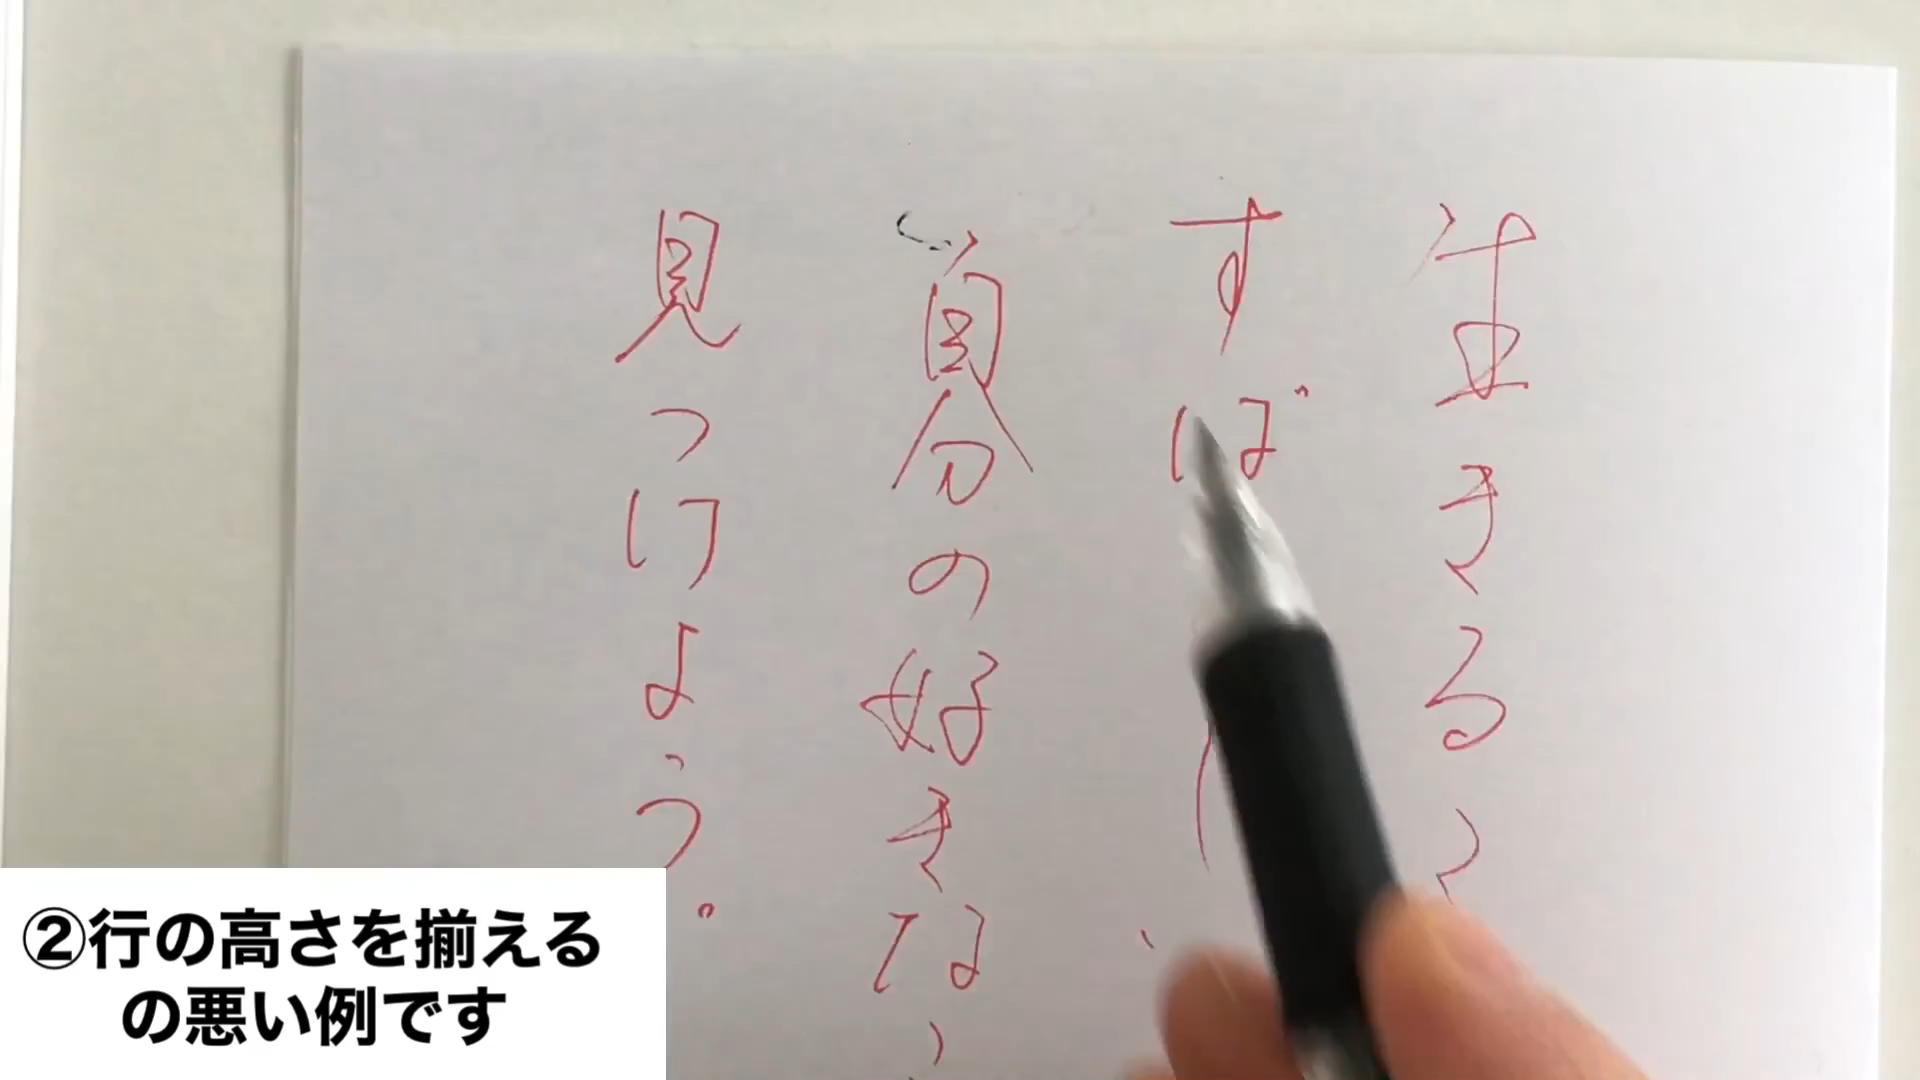 生きる
すば
自分の好きな
見つけよう。
②行の高さを揃える
の悪い例です